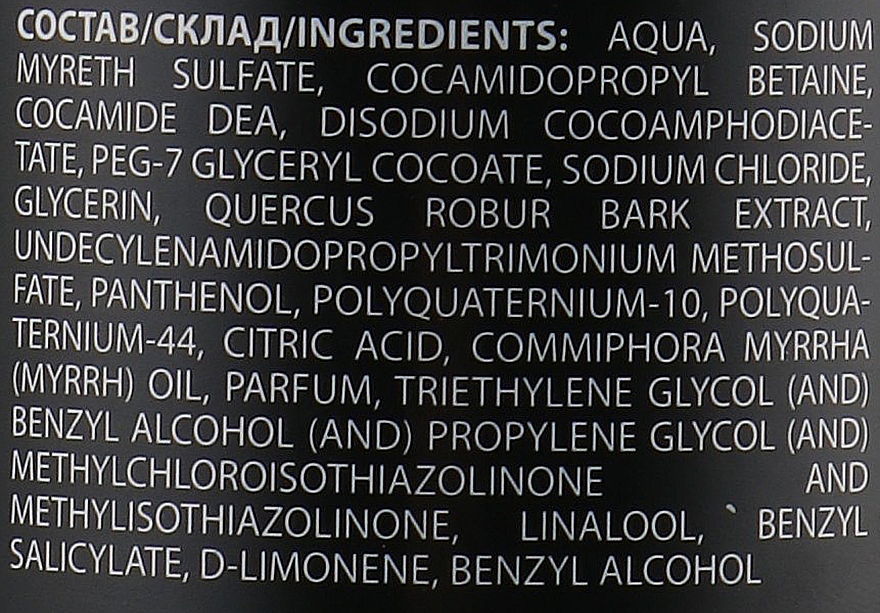 СОСТАВ/СКЛАД/INGREDIENTS: AQUA, SODIUM
MYRETH SULFATE, COCAMIDOPROPYL BETAINE,
COCAMIDE DEA, DISODIUM COCOAMPHODIACE-
TATE, PEG-7 GLYCERYL COCOATE, SODIUM CHLORIDE,
GLYCERIN, QUERCUS ROBUR BARK EXTRACT,
UNDECYLENAMIDOPROPYLTRIMONIUM METHOSUL-
FATE, PANTHENOL, POLYQUATERNIUM-10, POLYQUA-
TERNIUM-44, CITRIC ACID, COMMIPHORA MYRRHA
(MYRRH) OIL, PARFUM, TRIETHYLENE GLYCOL (AND)
BENZYL ALCOHOL (AND) PROPYLENE GLYCOL (AND)
METHYLCHLOROISOTHIAZOLINONE AND
METHYLISOTHIAZOLINONE, LINALOOL, BENZYL
SALICYLATE, D-LIMONENE, BENZYL ALCOHOL